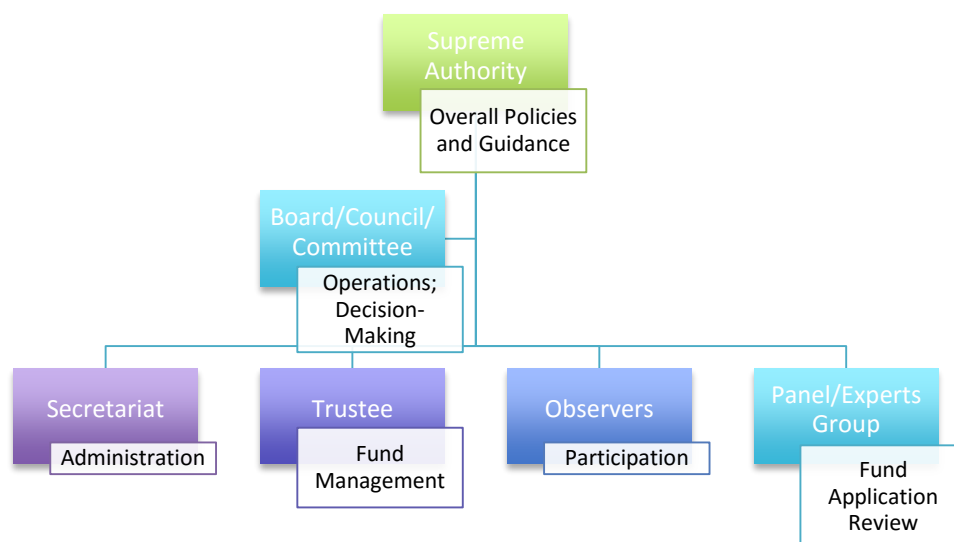 Supreme
Authority
Overall Policies
and Guidance
Board/Council/
Committee
Operations;
Decision-
Making
Secretariat
Administration
Trustee
Fund
Management
Observers
Participation
Panel/Experts
Group
Fund
Application
Review